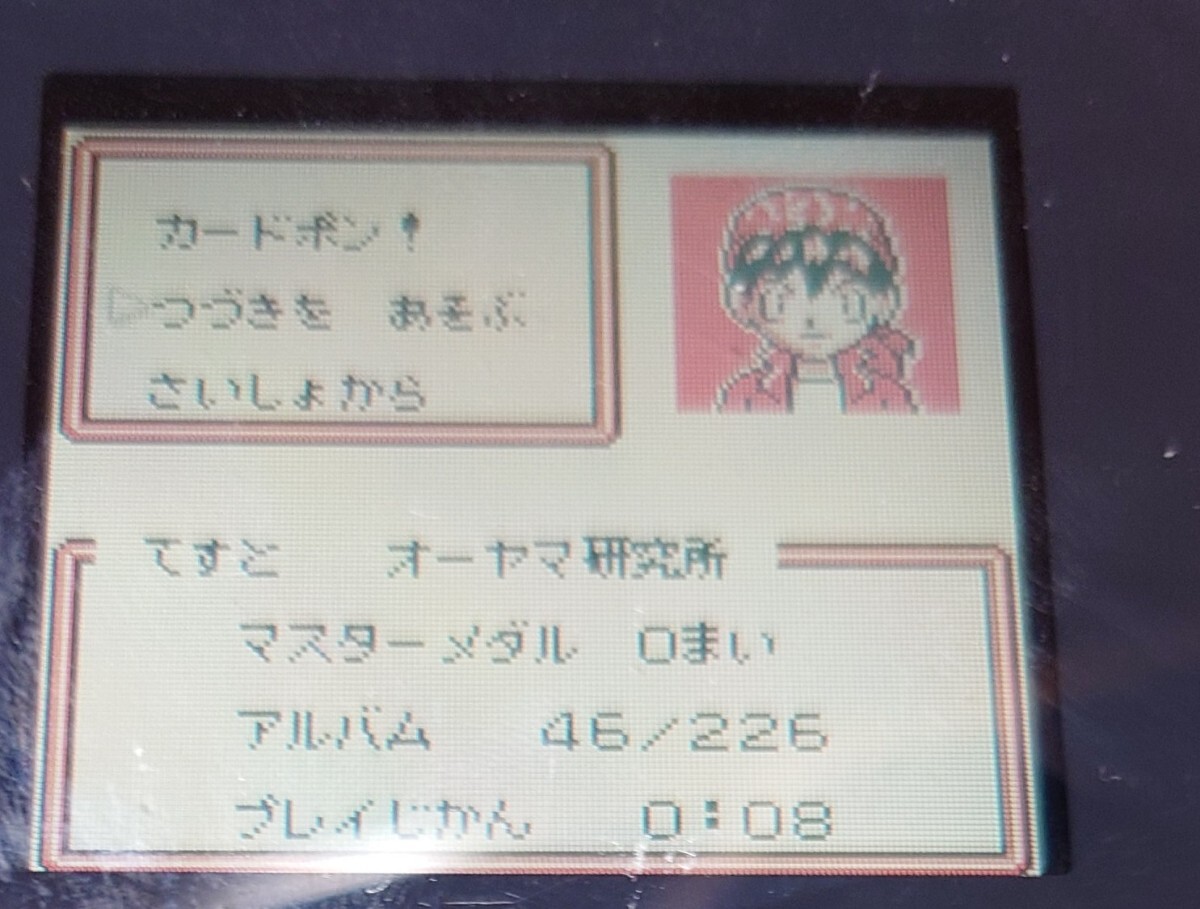 カードポン!
つづきを あそぶ
さいしょから
てすと オーヤマ研究所
マスターメダル 0まい
アルバム 46/226
プレイじかん 0:08